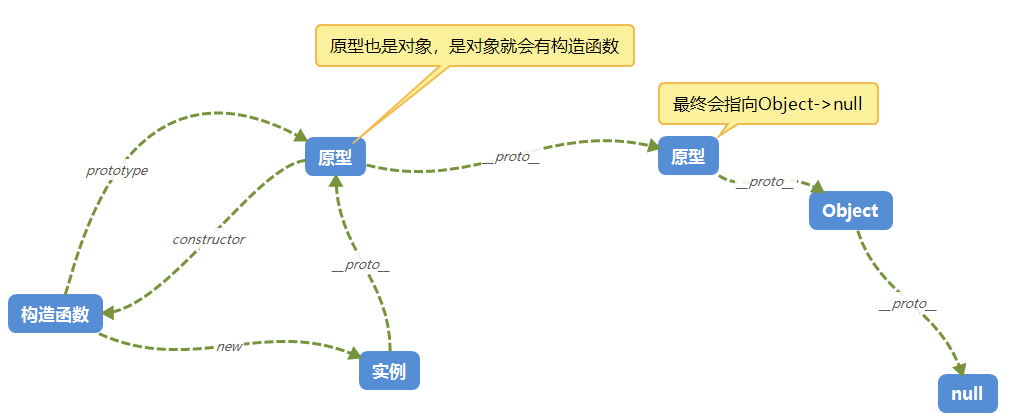 原型也是对象，是对象就会有构造函数
最终会指向Object->null
原型
__proto__
原型
prototype
__proto__
Object
constructor
__proto__
__proto__
构造函数
new
实例
null